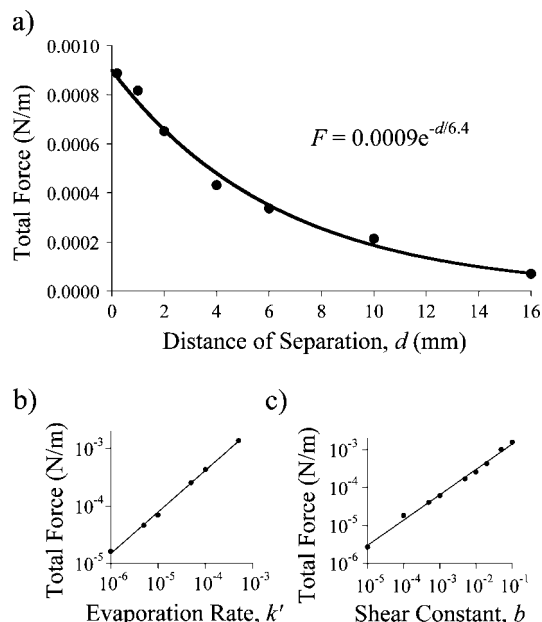 a)
0.0010
0.0008
0.0006
0.0004
0.0002
0.0000
Total Force (N/m)
F = 0.0009e^{-d/6.4}
0 2 4 6 8 10 12 14 16
Distance of Separation, d (mm)
b)
Total Force (N/m)
10^{-3}
10^{-4}
10^{-5}
10^{-6} 10^{-5} 10^{-4} 10^{-3}
Evaporation Rate, k'
c)
Total Force (N/m)
10^{-3}
10^{-4}
10^{-5}
10^{-6}
10^{-5} 10^{-4} 10^{-3} 10^{-2} 10^{-1}
Shear Constant, b